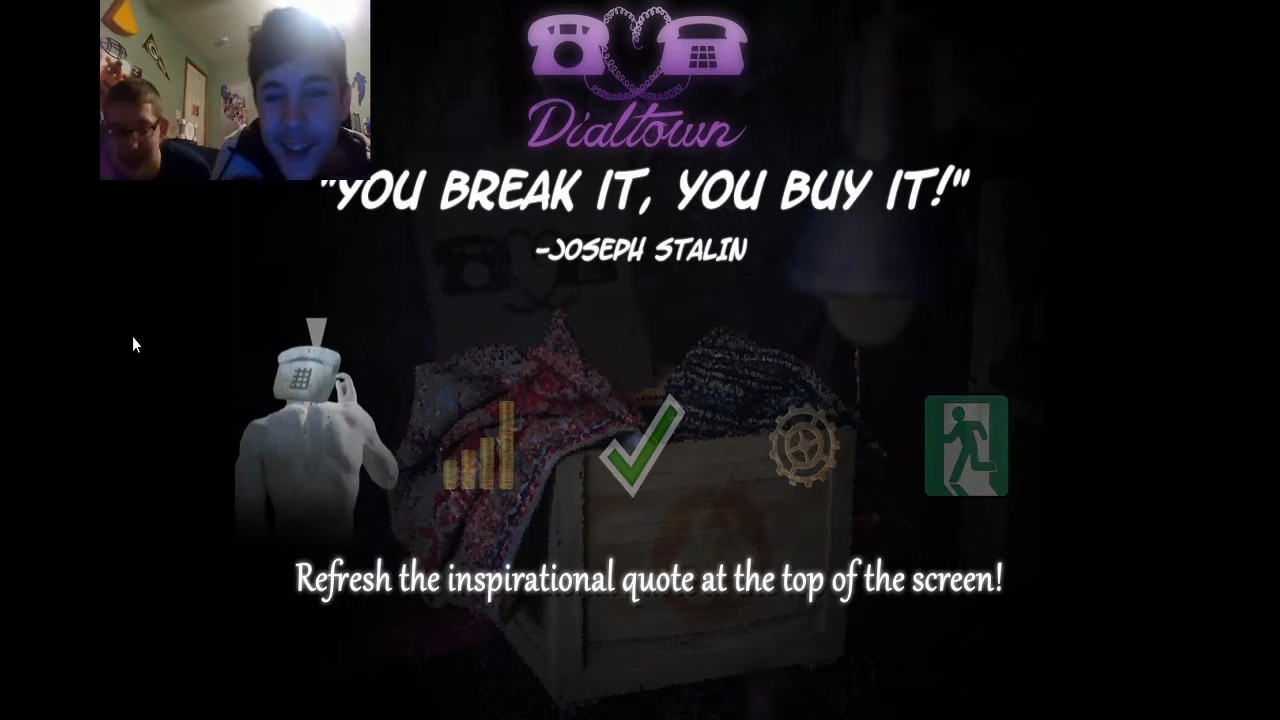 Dialtown
"YOU BREAK IT, YOU BUY IT!"
-JOSEPH STALIN
Refresh the inspirational quote at the top of the screen!